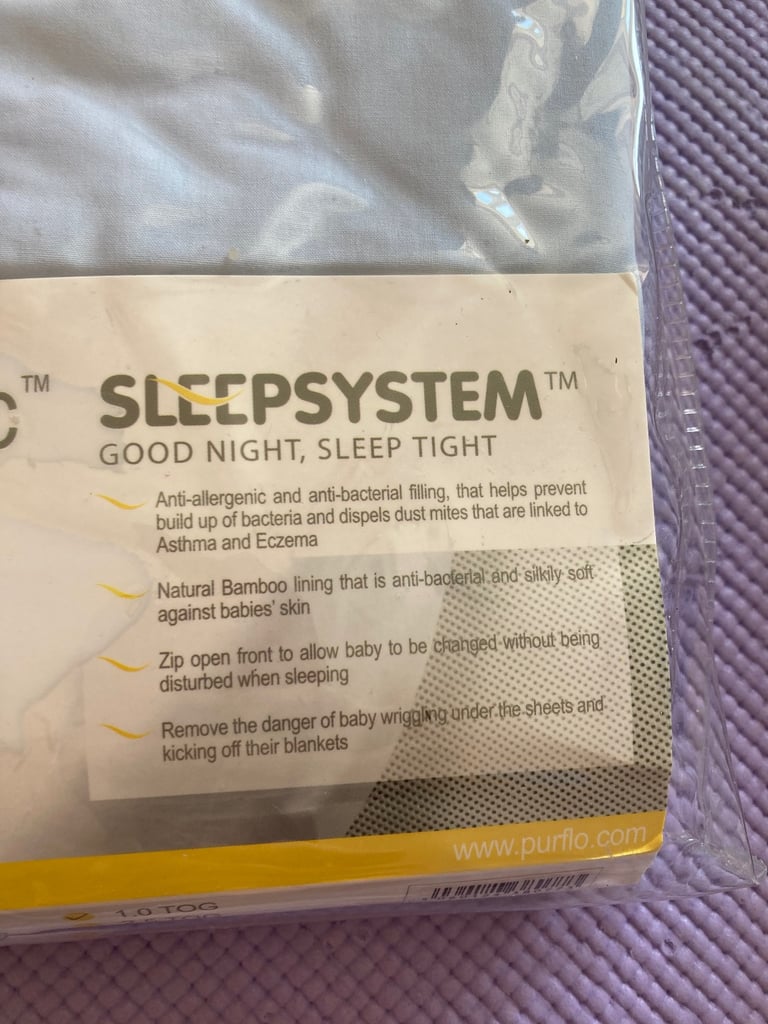 TM
SLEEPSYSTEM TM
GOOD NIGHT, SLEEP TIGHT
Anti-allergenic and anti-bacterial filling, that helps prevent
build up of bacteria and dispels dust mites that are linked to
Asthma and Eczema
Natural Bamboo lining that is anti-bacterial and silkily soft
against babies' skin
Zip open front to allow baby to be changed without being
disturbed when sleeping
Remove the danger of baby wriggling under the sheets and
kicking off their blankets
www.purflo.com
1.0 TOG